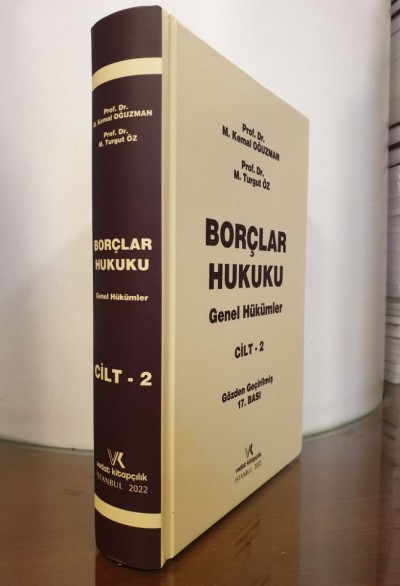 Prof. Dr.
M. Kemal OĞUZMAN
Prof. Dr.
M. Turgut ÖZ
BORÇLAR
HUKUKU
Genel Hükümler
CİLT - 2
VK
vedat kitapçılık
İSTANBUL 2022
Prof. Dr.
M. Kemal OĞUZMAN
Prof. Dr.
M. Turgut ÖZ
BORÇLAR
HUKUKU
Genel Hükümler
CİLT - 2
Gözden Geçirilmiş
17. BASI
VK
vedat kitapçılık
İSTANBUL 2022